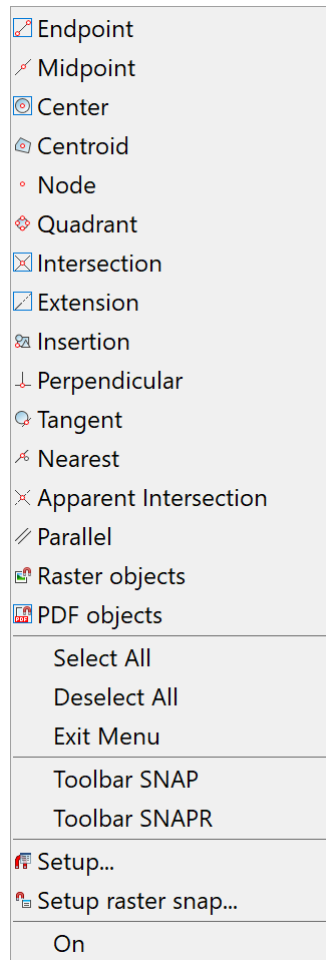 Endpoint
Midpoint
Center
Centroid
Node
Quadrant
Intersection
Extension
Insertion
Perpendicular
Tangent
Nearest
Apparent Intersection
Parallel
Raster objects
PDF objects
Select All
Deselect All
Exit Menu
Toolbar SNAP
Toolbar SNAPR
Setup...
Setup raster snap...
On